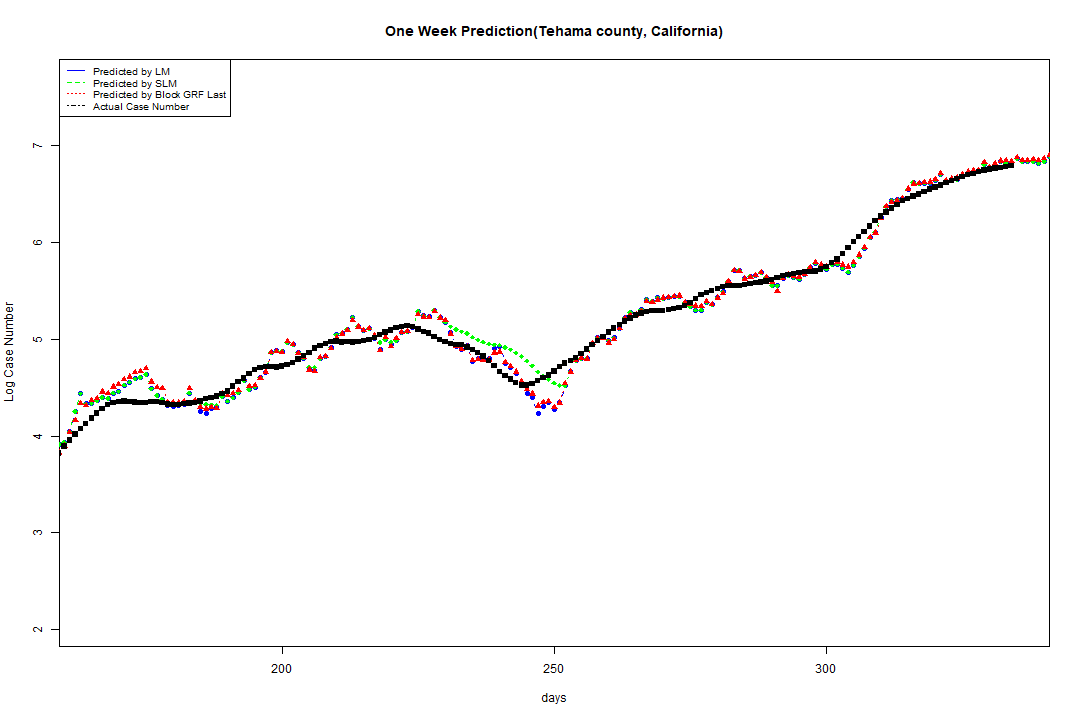 One Week Prediction(Tehama county, California)
Predicted by LM
Predicted by SLM
Predicted by Block GRF Last
Actual Case Number
Log Case Number
7
6
5
4
3
2
200
250
300
days